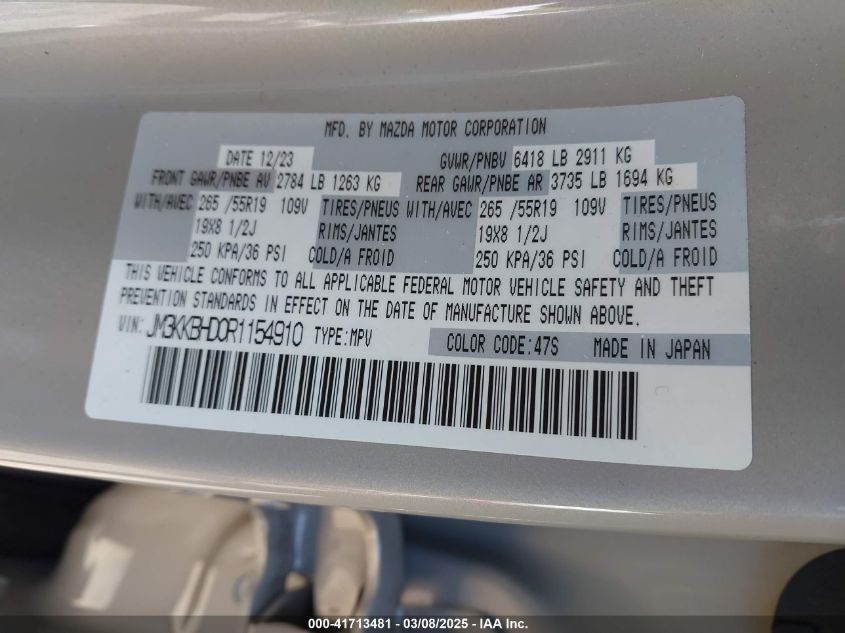 MFD. BY MAZDA MOTOR CORPORATION
DATE 12/23 GVWR/PNBV 6418 LB 2911 KG
FRONT GAWR/PNBE AV 2784 LB 1263 KG REAR GAWR/PNBE AR 3735 LB 1694 KG
WITH/AVEC 265 /55R19 109V TIRES/PNEUS WITH/AVEC 265 /55R19 109V TIRES/PNEUS
19X8 1/2J RIMS/JANTES 19X8 1/2J RIMS/JANTES
250 KPA/36 PSI COLD/A FROID 250 KPA/36 PSI COLD/A FROID
THIS VEHICLE CONFORMS TO ALL APPLICABLE FEDERAL MOTOR VEHICLE SAFETY AND THEFT
PREVENTION STANDARDS IN EFFECT ON THE DATE OF MANUFACTURE SHOWN ABOVE.
VIN: JM3KKBHD0R1154910 TYPE:MPV COLOR CODE:47S MADE IN JAPAN
000-41713481 - 03/08/2025 - IAA Inc.